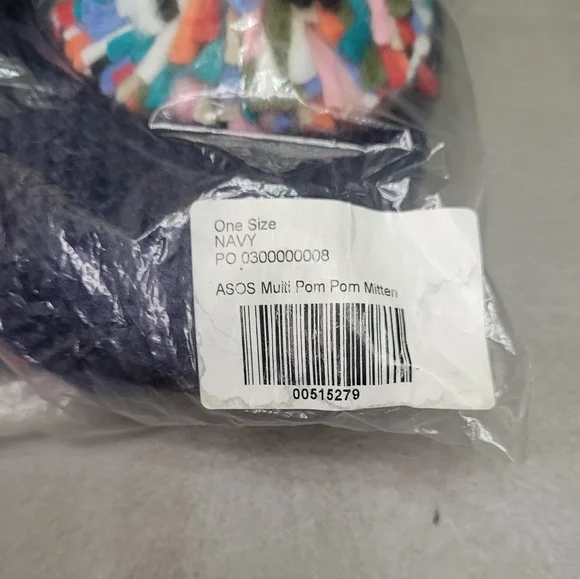 One Size
NAVY
PO 0300000008
ASOS Multi Pom Pom Mitten
00515279